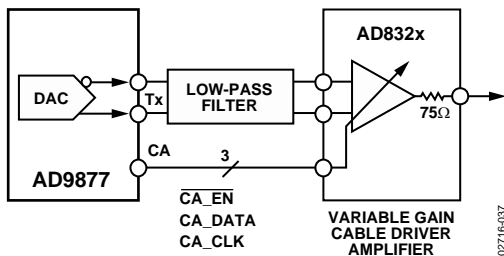 DAC
Tx
LOW-PASS
FILTER
AD832x
75Ω
CA
3
AD9877
CA_EN
CA_DATA
CA_CLK
VARIABLE GAIN
CABLE DRIVER
AMPLIFIER
02716-037